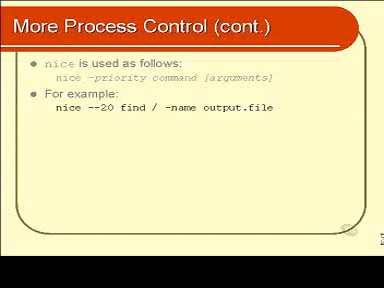 More Process Control (cont.)
nice is used as follows:
nice -priority command [arguments]
For example:
nice --20 find / -name output.file